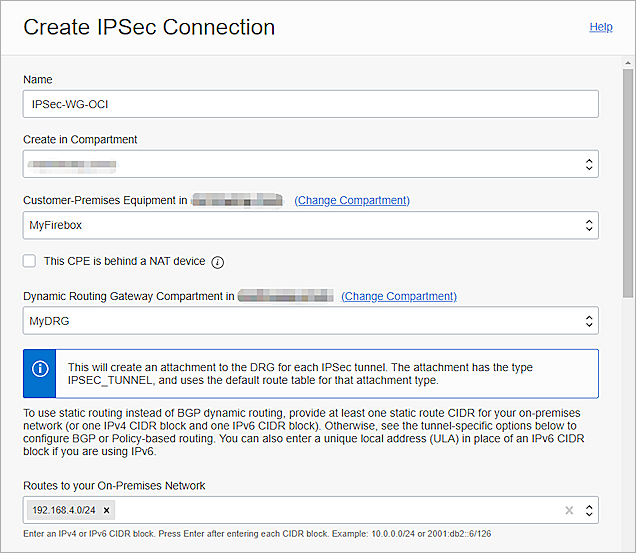 Create IPSec Connection
Help
Name
IPSec-WG-OCI
Create in Compartment
Customer-Premises Equipment in (Change Compartment)
MyFirebox
This CPE is behind a NAT device
Dynamic Routing Gateway Compartment in (Change Compartment)
MyDRG
This will create an attachment to the DRG for each IPSec tunnel. The attachment has the type
IPSEC_TUNNEL, and uses the default route table for that attachment type.
To use static routing instead of BGP dynamic routing, provide at least one static route CIDR for your on-premises
network (or one IPv4 CIDR block and one IPv6 CIDR block). Otherwise, see the tunnel-specific options below to
configure BGP or Policy-based routing. You can also enter a unique local address (ULA) in place of an IPv6 CIDR
block if you are using IPv6.
Routes to your On-Premises Network
192.168.4.0/24
Enter an IPv4 or IPv6 CIDR block. Press Enter after entering each CIDR block. Example: 10.0.0.0/24 or 2001:db2::6/126